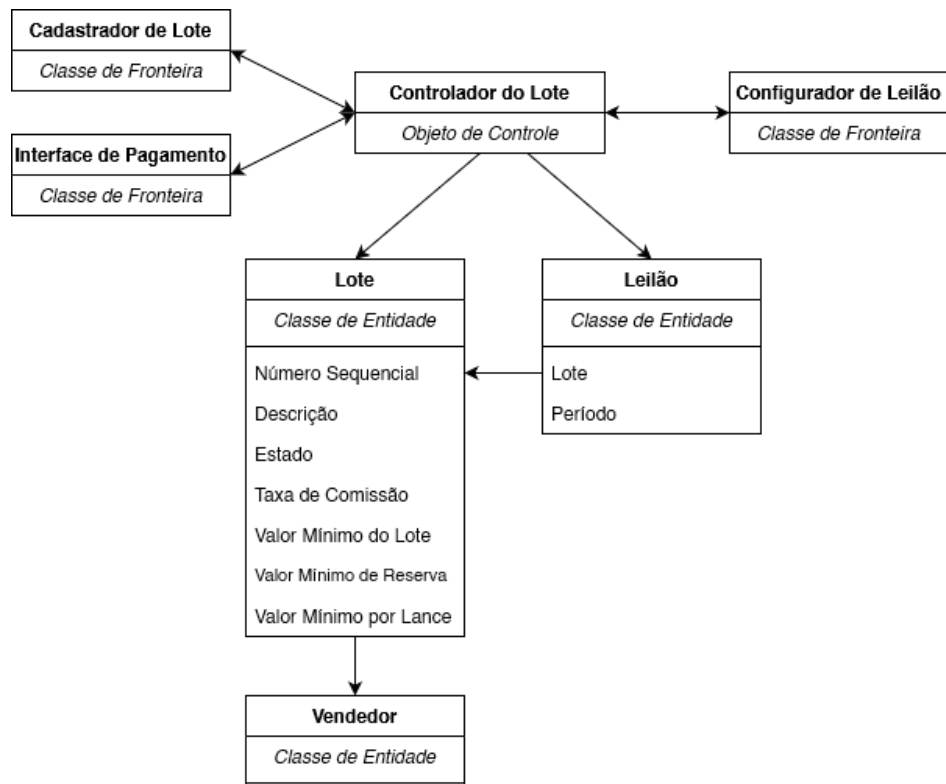 Cadastrador de Lote
Classe de Fronteira
Interface de Pagamento
Classe de Fronteira
Controlador do Lote
Objeto de Controle
Configurador de Leilão
Classe de Fronteira
Lote
Classe de Entidade
Número Sequencial
Descrição
Estado
Taxa de Comissão
Valor Mínimo do Lote
Valor Mínimo de Reserva
Valor Mínimo por Lance
Leilão
Classe de Entidade
Lote
Período
Vendedor
Classe de Entidade